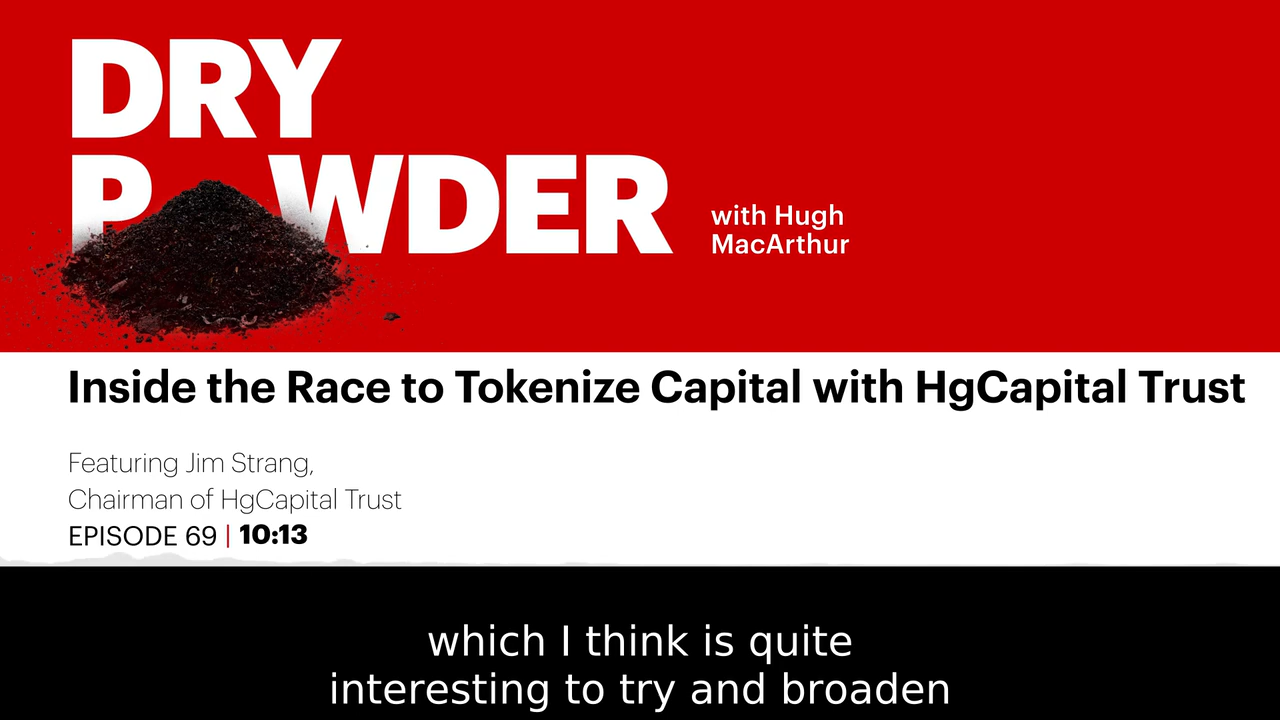 DRY
P WDER
with Hugh
MacArthur
Inside the Race to Tokenize Capital with HgCapital Trust
Featuring Jim Strang,
Chairman of HgCapital Trust
EPISODE 69 | 10:13
which I think is quite
interesting to try and broaden